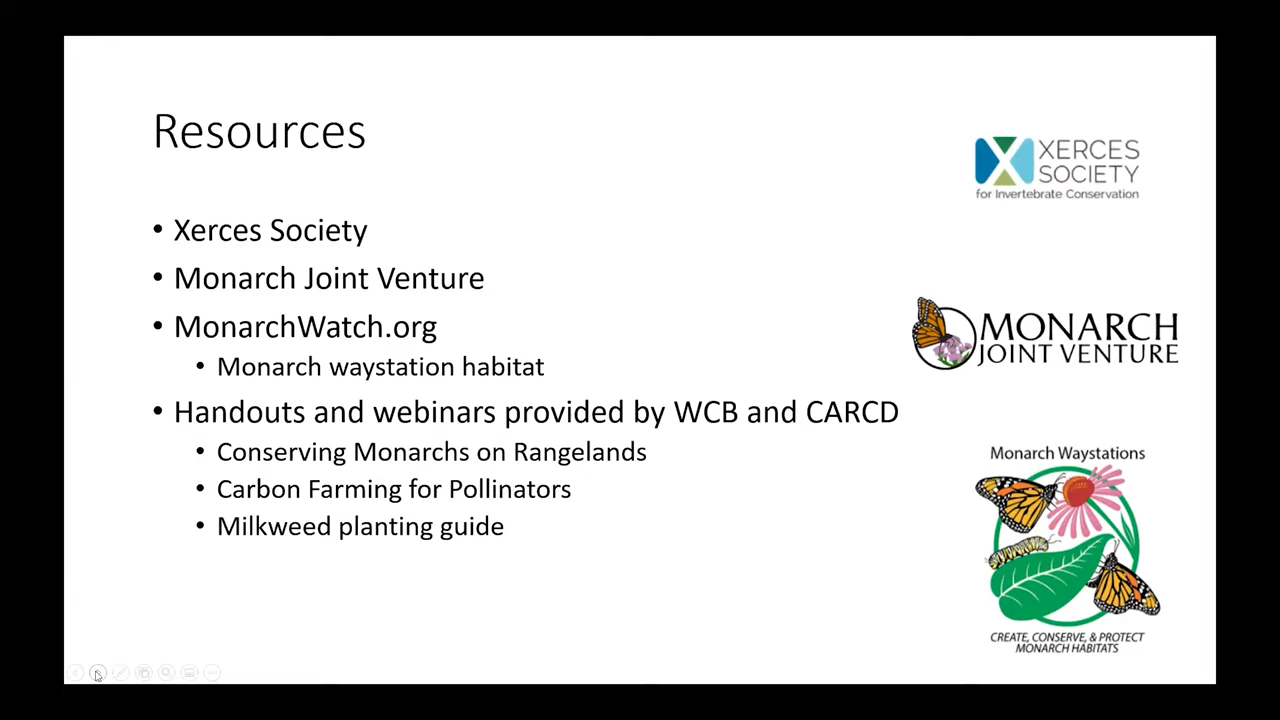 Resources
• Xerces Society
• Monarch Joint Venture
• MonarchWatch.org
• Monarch waystation habitat
• Handouts and webinars provided by WCB and CARCD
• Conserving Monarchs on Rangelands
• Carbon Farming for Pollinators
• Milkweed planting guide
XERCES
SOCIETY
for Invertebrate Conservation
MONARCH
JOINT VENTURE
Monarch Waystations
CREATE, CONSERVE, & PROTECT
MONARCH HABITATS